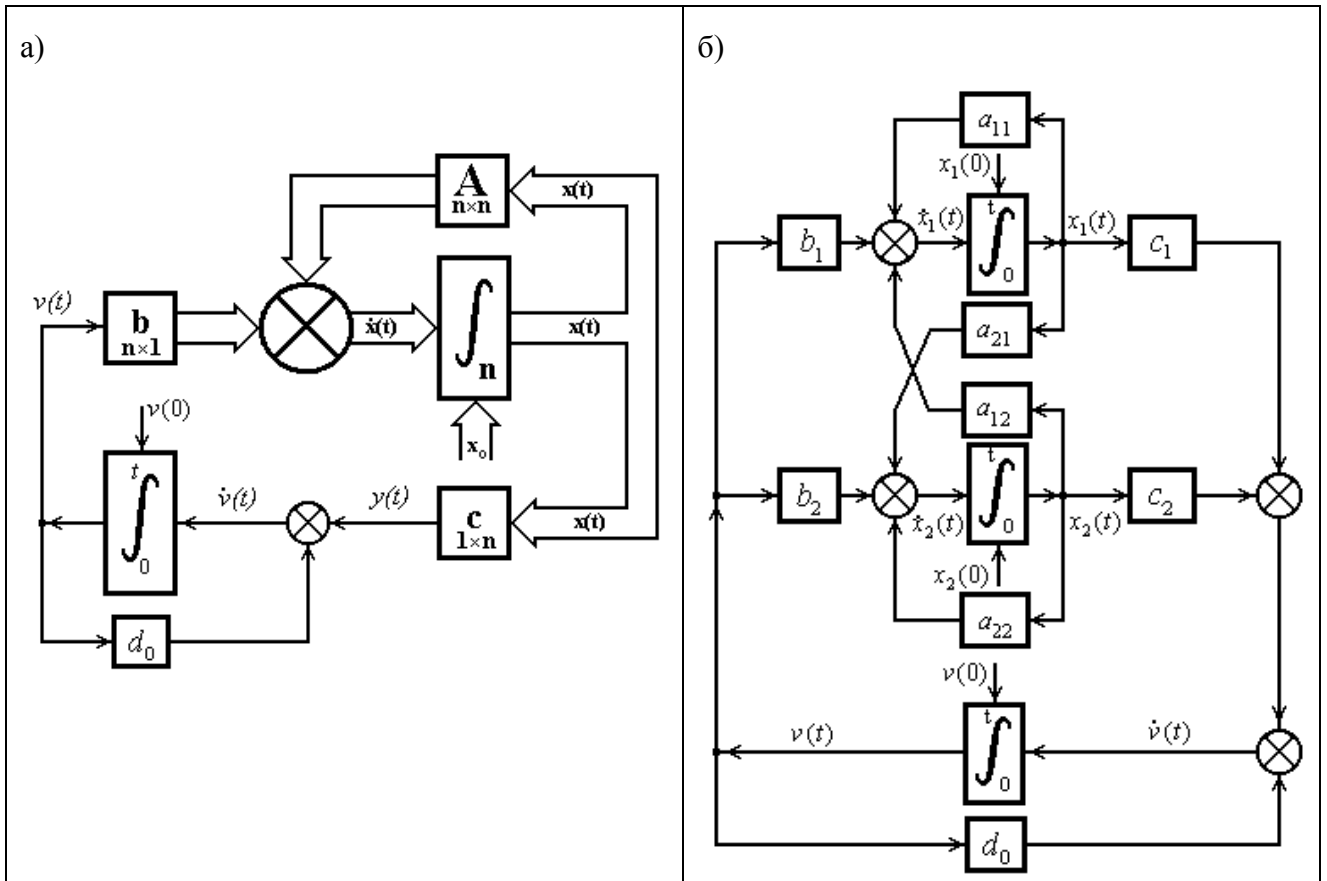 а)
A
n×n
x(t)
v(t)
b
n×1
ẋ(t)
∫
n
x(t)
x₀
v(0)
t
∫
0
v̇(t)
y(t)
c
1×n
x(t)
d₀
б)
a₁₁
x₁(0)
b₁
ẋ₁(t)
t
∫
0
x₁(t)
c₁
a₂₁
a₁₂
b₂
ẋ₂(t)
t
∫
0
x₂(t)
c₂
x₂(0)
a₂₂
v(0)
v(t)
t
∫
0
v̇(t)
d₀